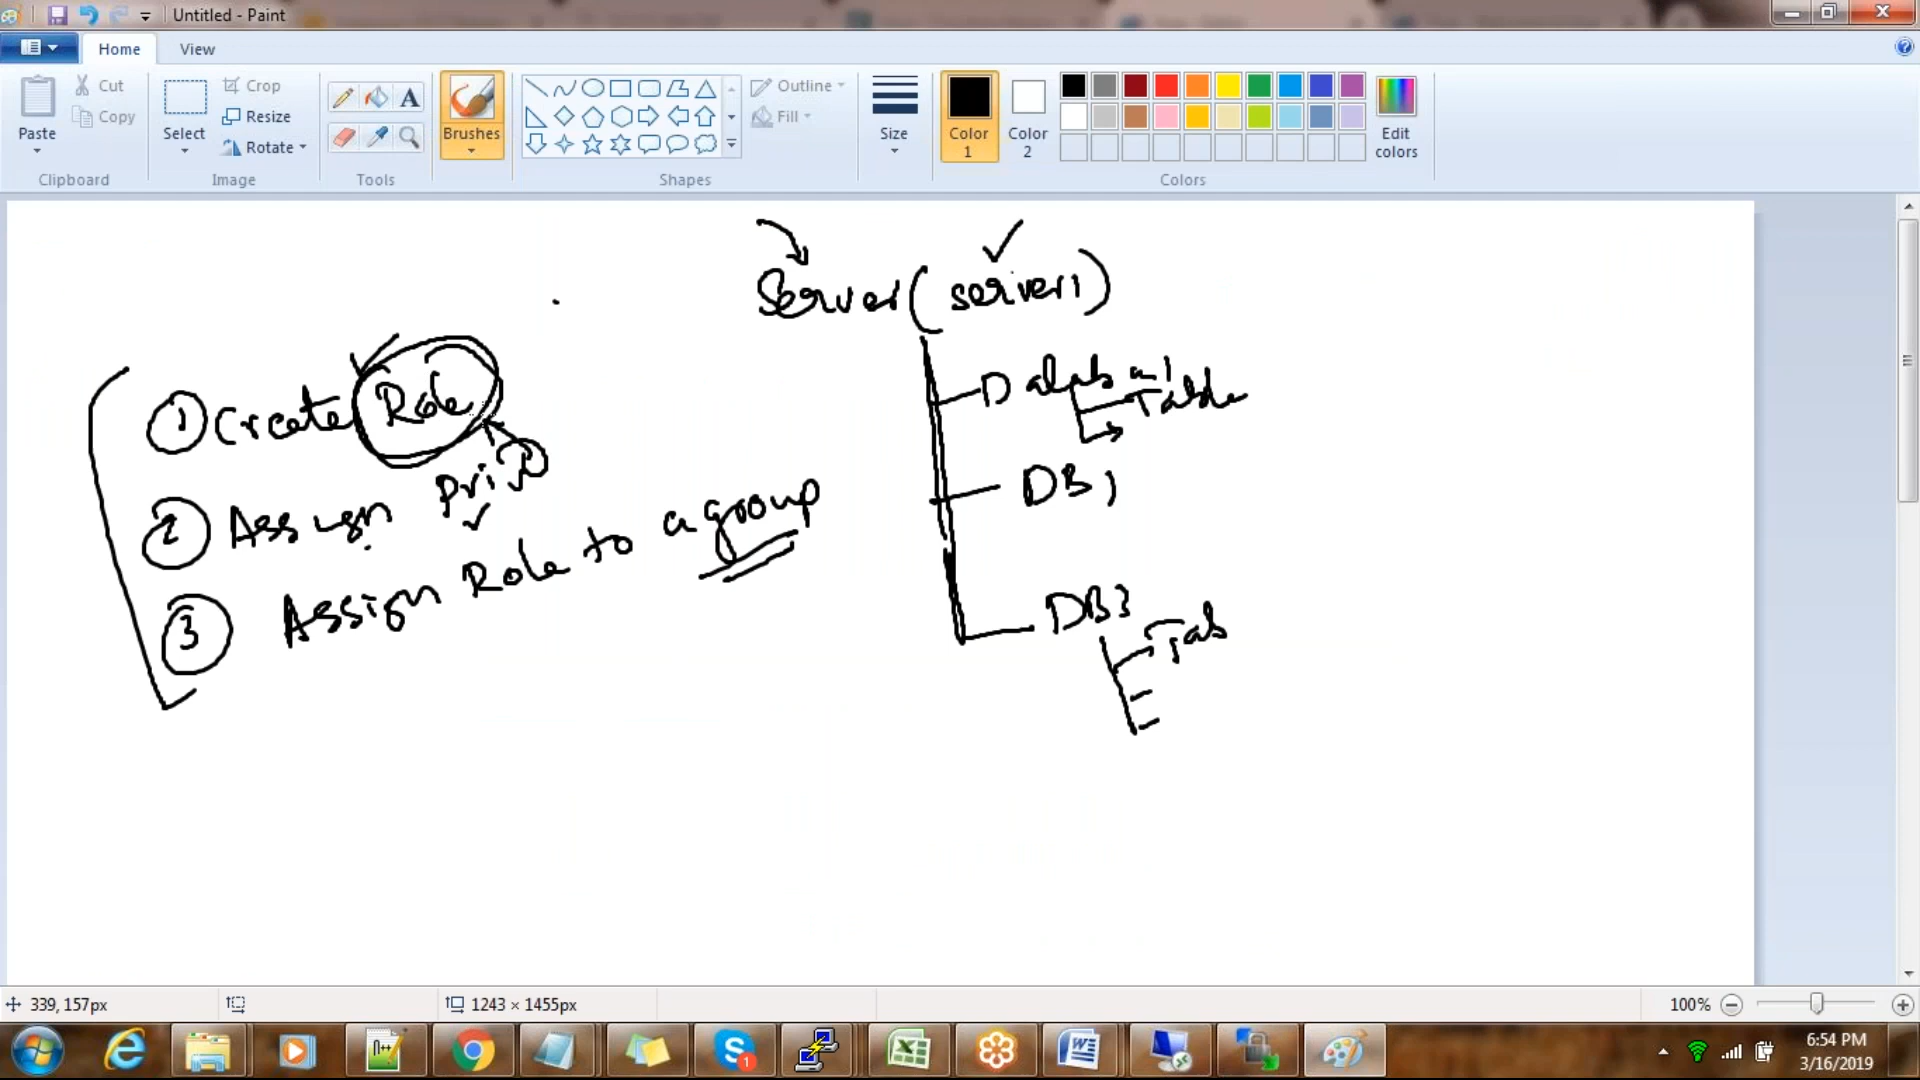 Untitled - Paint
Home View
Paste
Cut
Copy
Clipboard
Select
Crop
Resize
Rotate
Image
Tools
Brushes
Shapes
Outline
Fill
Size
Color 1
Color 2
Edit colors
Colors
Server (server1)
① Create Role
② Assign Priv
③ Assign Role to a group
Table
DB1
DB3
Tab
339, 157px
1243 × 1455px
100%
n++
S 1
6:54 PM
3/16/2019